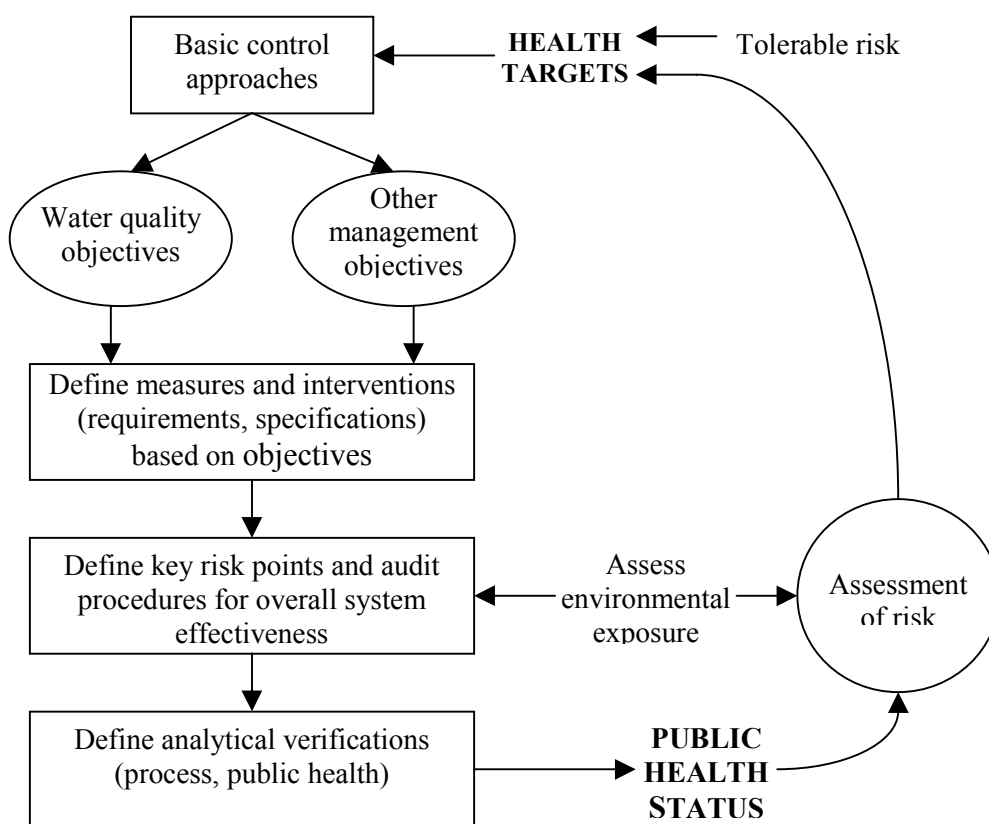 Basic control
approaches
HEALTH
TARGETS
Tolerable risk
Water quality
objectives
Other
management
objectives
Define measures and interventions
(requirements, specifications)
based on objectives
Define key risk points and audit
procedures for overall system
effectiveness
Assess
environmental
exposure
Assessment
of risk
Define analytical verifications
(process, public health)
PUBLIC
HEALTH
STATUS